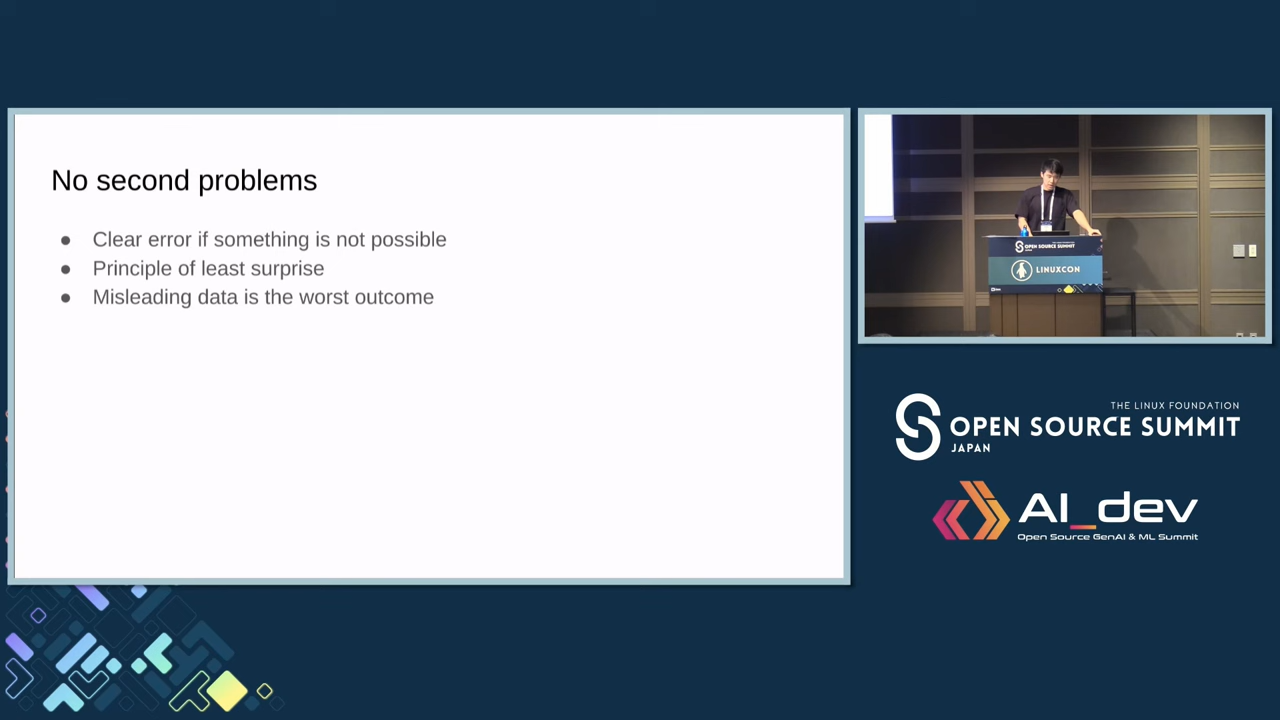 No second problems
● Clear error if something is not possible
● Principle of least surprise
● Misleading data is the worst outcome
OPEN SOURCE SUMMIT
LINUXCON
THE LINUX FOUNDATION
OPEN SOURCE SUMMIT
JAPAN
AI_dev
Open Source GenAI & ML Summit